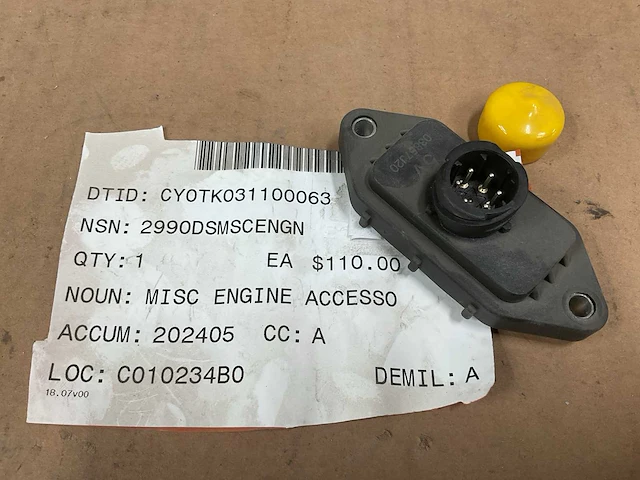 DTID: CY0TK031100063
NSN: 2990DSMSCENGN
QTY: 1 EA $110.00
NOUN: MISC ENGINE ACCESSO
ACCUM: 202405 CC: A
LOC: C010234B0 DEMIL: A
18.07v00